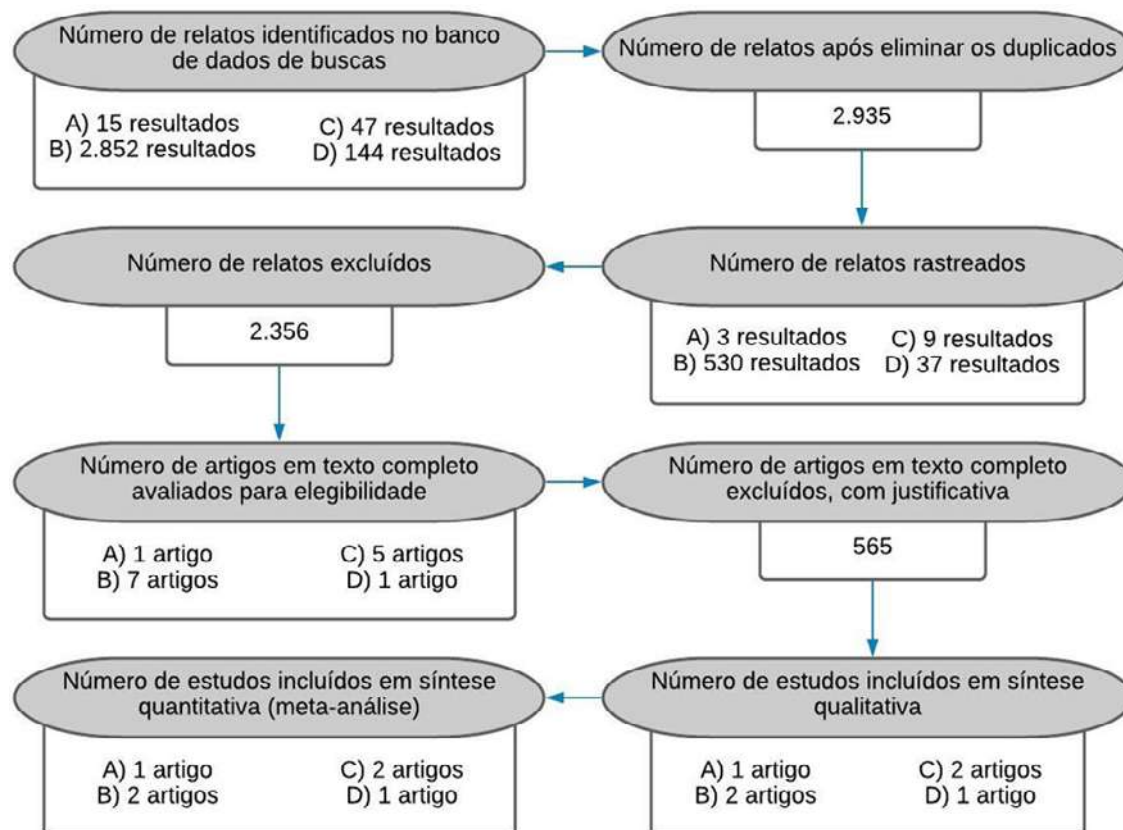 Número de relatos identificados no banco
de dados de buscas
A) 15 resultados
B) 2.852 resultados
C) 47 resultados
D) 144 resultados
Número de relatos após eliminar os duplicados
2.935
Número de relatos rastreados
A) 3 resultados
B) 530 resultados
C) 9 resultados
D) 37 resultados
Número de relatos excluídos
2.356
Número de artigos em texto completo
avaliados para elegibilidade
A) 1 artigo
B) 7 artigos
C) 5 artigos
D) 1 artigo
Número de artigos em texto completo
excluídos, com justificativa
565
Número de estudos incluídos em síntese
qualitativa
A) 1 artigo
B) 2 artigos
C) 2 artigos
D) 1 artigo
Número de estudos incluídos em síntese
quantitativa (meta-análise)
A) 1 artigo
B) 2 artigos
C) 2 artigos
D) 1 artigo